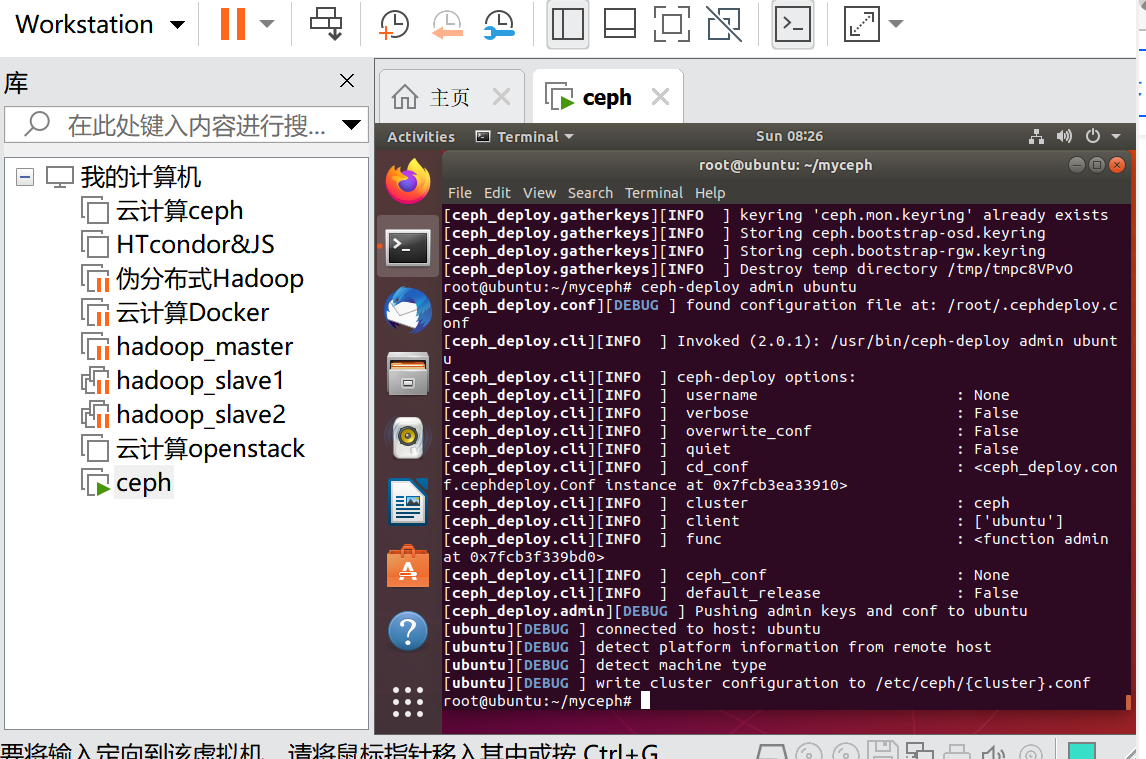 Workstation
库
在此处键入内容进行搜...
我的计算机
云计算ceph
HTcondor&JS
伪分布式Hadoop
云计算Docker
hadoop_master
hadoop_slave1
hadoop_slave2
云计算openstack
ceph
主页
ceph
Activities Terminal Sun 08:26
root@ubuntu: ~/myceph
File Edit View Search Terminal Help
[ceph_deploy.gatherkeys][INFO  ] keyring 'ceph.mon.keyring' already exists
[ceph_deploy.gatherkeys][INFO  ] Storing ceph.bootstrap-osd.keyring
[ceph_deploy.gatherkeys][INFO  ] Storing ceph.bootstrap-rgw.keyring
[ceph_deploy.gatherkeys][INFO  ] Destroy temp directory /tmp/tmpc8VPvO
root@ubuntu:~/myceph# ceph-deploy admin ubuntu
[ceph_deploy.conf][DEBUG ] found configuration file at: /root/.cephdeploy.c
onf
[ceph_deploy.cli][INFO  ] Invoked (2.0.1): /usr/bin/ceph-deploy admin ubunt
u
[ceph_deploy.cli][INFO  ] ceph-deploy options:
[ceph_deploy.cli][INFO  ]  username                      : None
[ceph_deploy.cli][INFO  ]  verbose                       : False
[ceph_deploy.cli][INFO  ]  overwrite_conf                : False
[ceph_deploy.cli][INFO  ]  quiet                         : False
[ceph_deploy.cli][INFO  ]  cd_conf                       : <ceph_deploy.con
f.cephdeploy.Conf instance at 0x7fcb3ea33910>
[ceph_deploy.cli][INFO  ]  cluster                       : ceph
[ceph_deploy.cli][INFO  ]  client                        : ['ubuntu']
[ceph_deploy.cli][INFO  ]  func                          : <function admin
at 0x7fcb3f339bd0>
[ceph_deploy.cli][INFO  ]  ceph_conf                     : None
[ceph_deploy.cli][INFO  ]  default_release               : False
[ceph_deploy.admin][DEBUG ] Pushing admin keys and conf to ubuntu
[ubuntu][DEBUG ] connected to host: ubuntu
[ubuntu][DEBUG ] detect platform information from remote host
[ubuntu][DEBUG ] detect machine type
[ubuntu][DEBUG ] write cluster configuration to /etc/ceph/{cluster}.conf
root@ubuntu:~/myceph#
要将输入定向到该虚拟机，请将鼠标指针移入其中或按 Ctrl+G